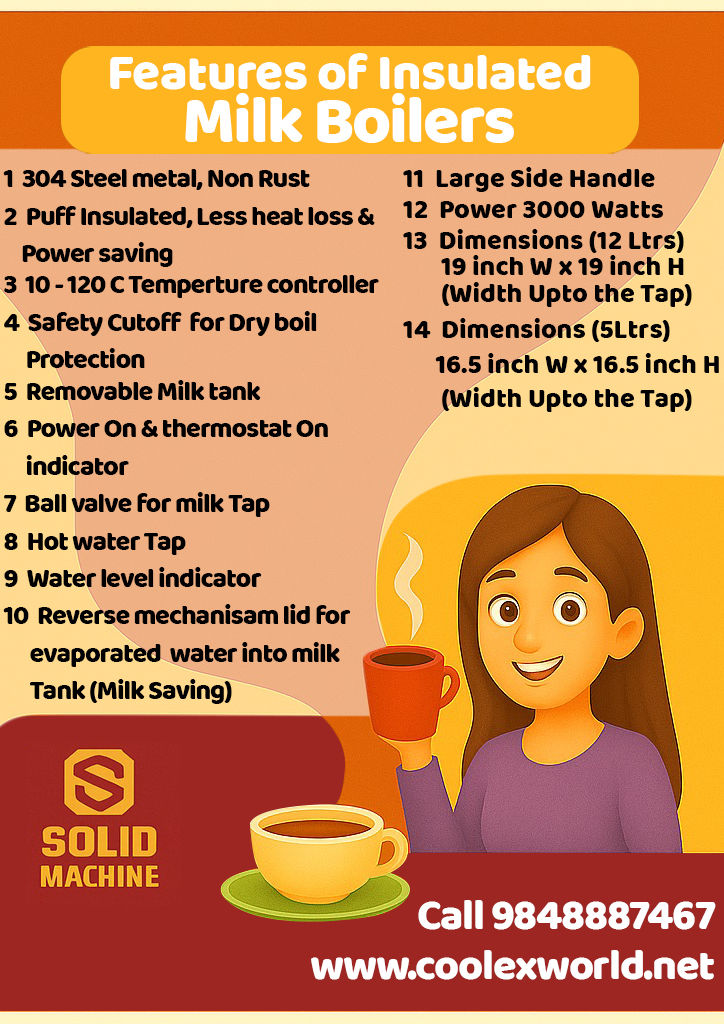 Features of Insulated
Milk Boilers
1 304 Steel metal, Non Rust
2 Puff Insulated, Less heat loss &
Power saving
3 10 - 120 C Temperture controller
4 Safety Cutoff for Dry boil
Protection
5 Removable Milk tank
6 Power On & thermostat On
indicator
7 Ball valve for milk Tap
8 Hot water Tap
9 Water level indicator
10 Reverse mechanisam lid for
evaporated water into milk
Tank (Milk Saving)
11 Large Side Handle
12 Power 3000 Watts
13 Dimensions (12 Ltrs)
19 inch W x 19 inch H
(Width Upto the Tap)
14 Dimensions (5Ltrs)
16.5 inch W x 16.5 inch H
(Width Upto the Tap)
SOLID
MACHINE
Call 9848887467
www.coolexworld.net